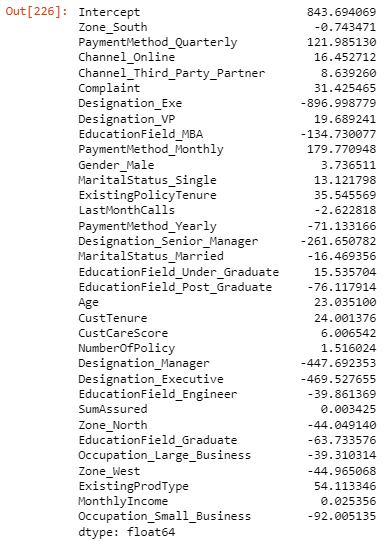 Out[226]: Intercept 843.694069
Zone_South -0.743471
PaymentMethod_Quarterly 121.985130
Channel_Online 16.452712
Channel_Third_Party_Partner 8.639260
Complaint 31.425465
Designation_Exe -896.998779
Designation_VP 19.689241
EducationField_MBA -134.730077
PaymentMethod_Monthly 179.770948
Gender_Male 3.736511
MaritalStatus_Single 13.121798
ExistingPolicyTenure 35.545569
LastMonthCalls -2.622818
PaymentMethod_Yearly -71.133166
Designation_Senior_Manager -261.650782
MaritalStatus_Married -16.469356
EducationField_Under_Graduate 15.535704
EducationField_Post_Graduate -76.117914
Age 23.035100
CustTenure 24.001376
CustCareScore 6.006542
NumberOfPolicy 1.516024
Designation_Manager -447.692353
Designation_Executive -469.527655
EducationField_Engineer -39.861369
SumAssured 0.003425
Zone_North -44.049140
EducationField_Graduate -63.733576
Occupation_Large_Business -39.310314
Zone_West -44.965068
ExistingProdType 54.113346
MonthlyIncome 0.025356
Occupation_Small_Business -92.005135
dtype: float64